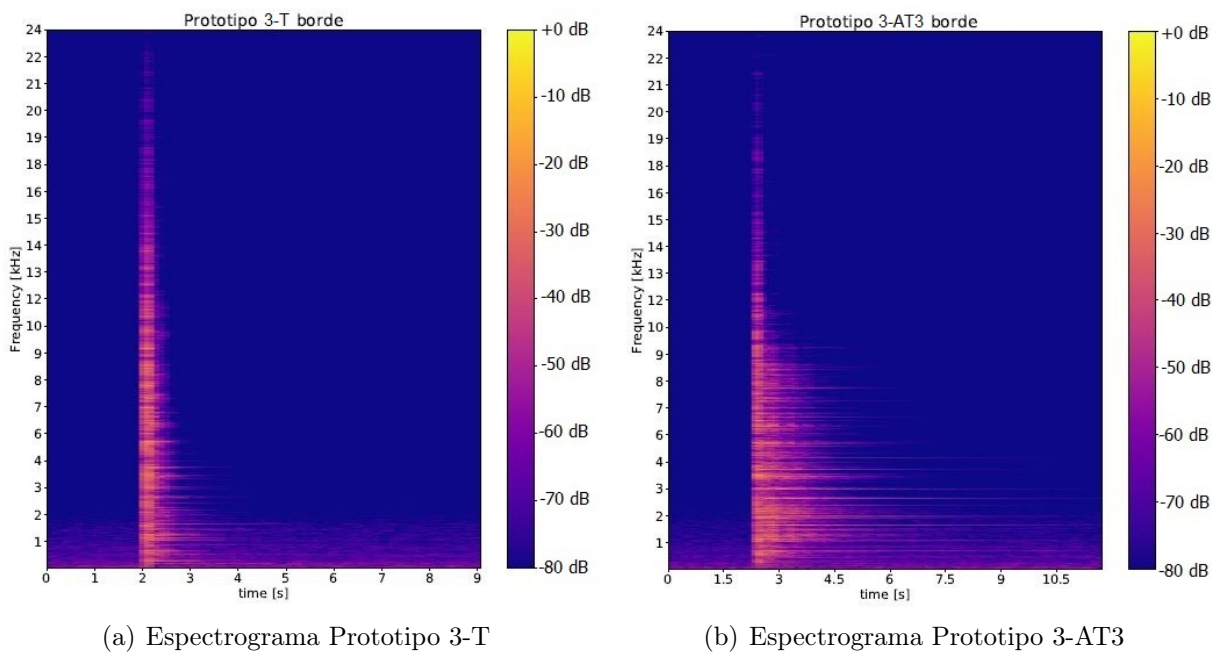 Prototipo 3-T borde
24
22
21
20
19
18
16
15
14
13
12
10
9
8
7
6
4
3
2
1
Frequency [kHz]
0
1
2
3
4
5
6
7
8
9
time [s]
+0 dB
-10 dB
-20 dB
-30 dB
-40 dB
-50 dB
-60 dB
-70 dB
-80 dB
(a) Espectrograma Prototipo 3-T
Prototipo 3-AT3 borde
24
22
21
20
19
18
16
15
14
13
12
10
9
8
7
6
4
3
2
1
Frequency [kHz]
0
1.5
3
4.5
6
7.5
9
10.5
time [s]
+0 dB
-10 dB
-20 dB
-30 dB
-40 dB
-50 dB
-60 dB
-70 dB
-80 dB
(b) Espectrograma Prototipo 3-AT3